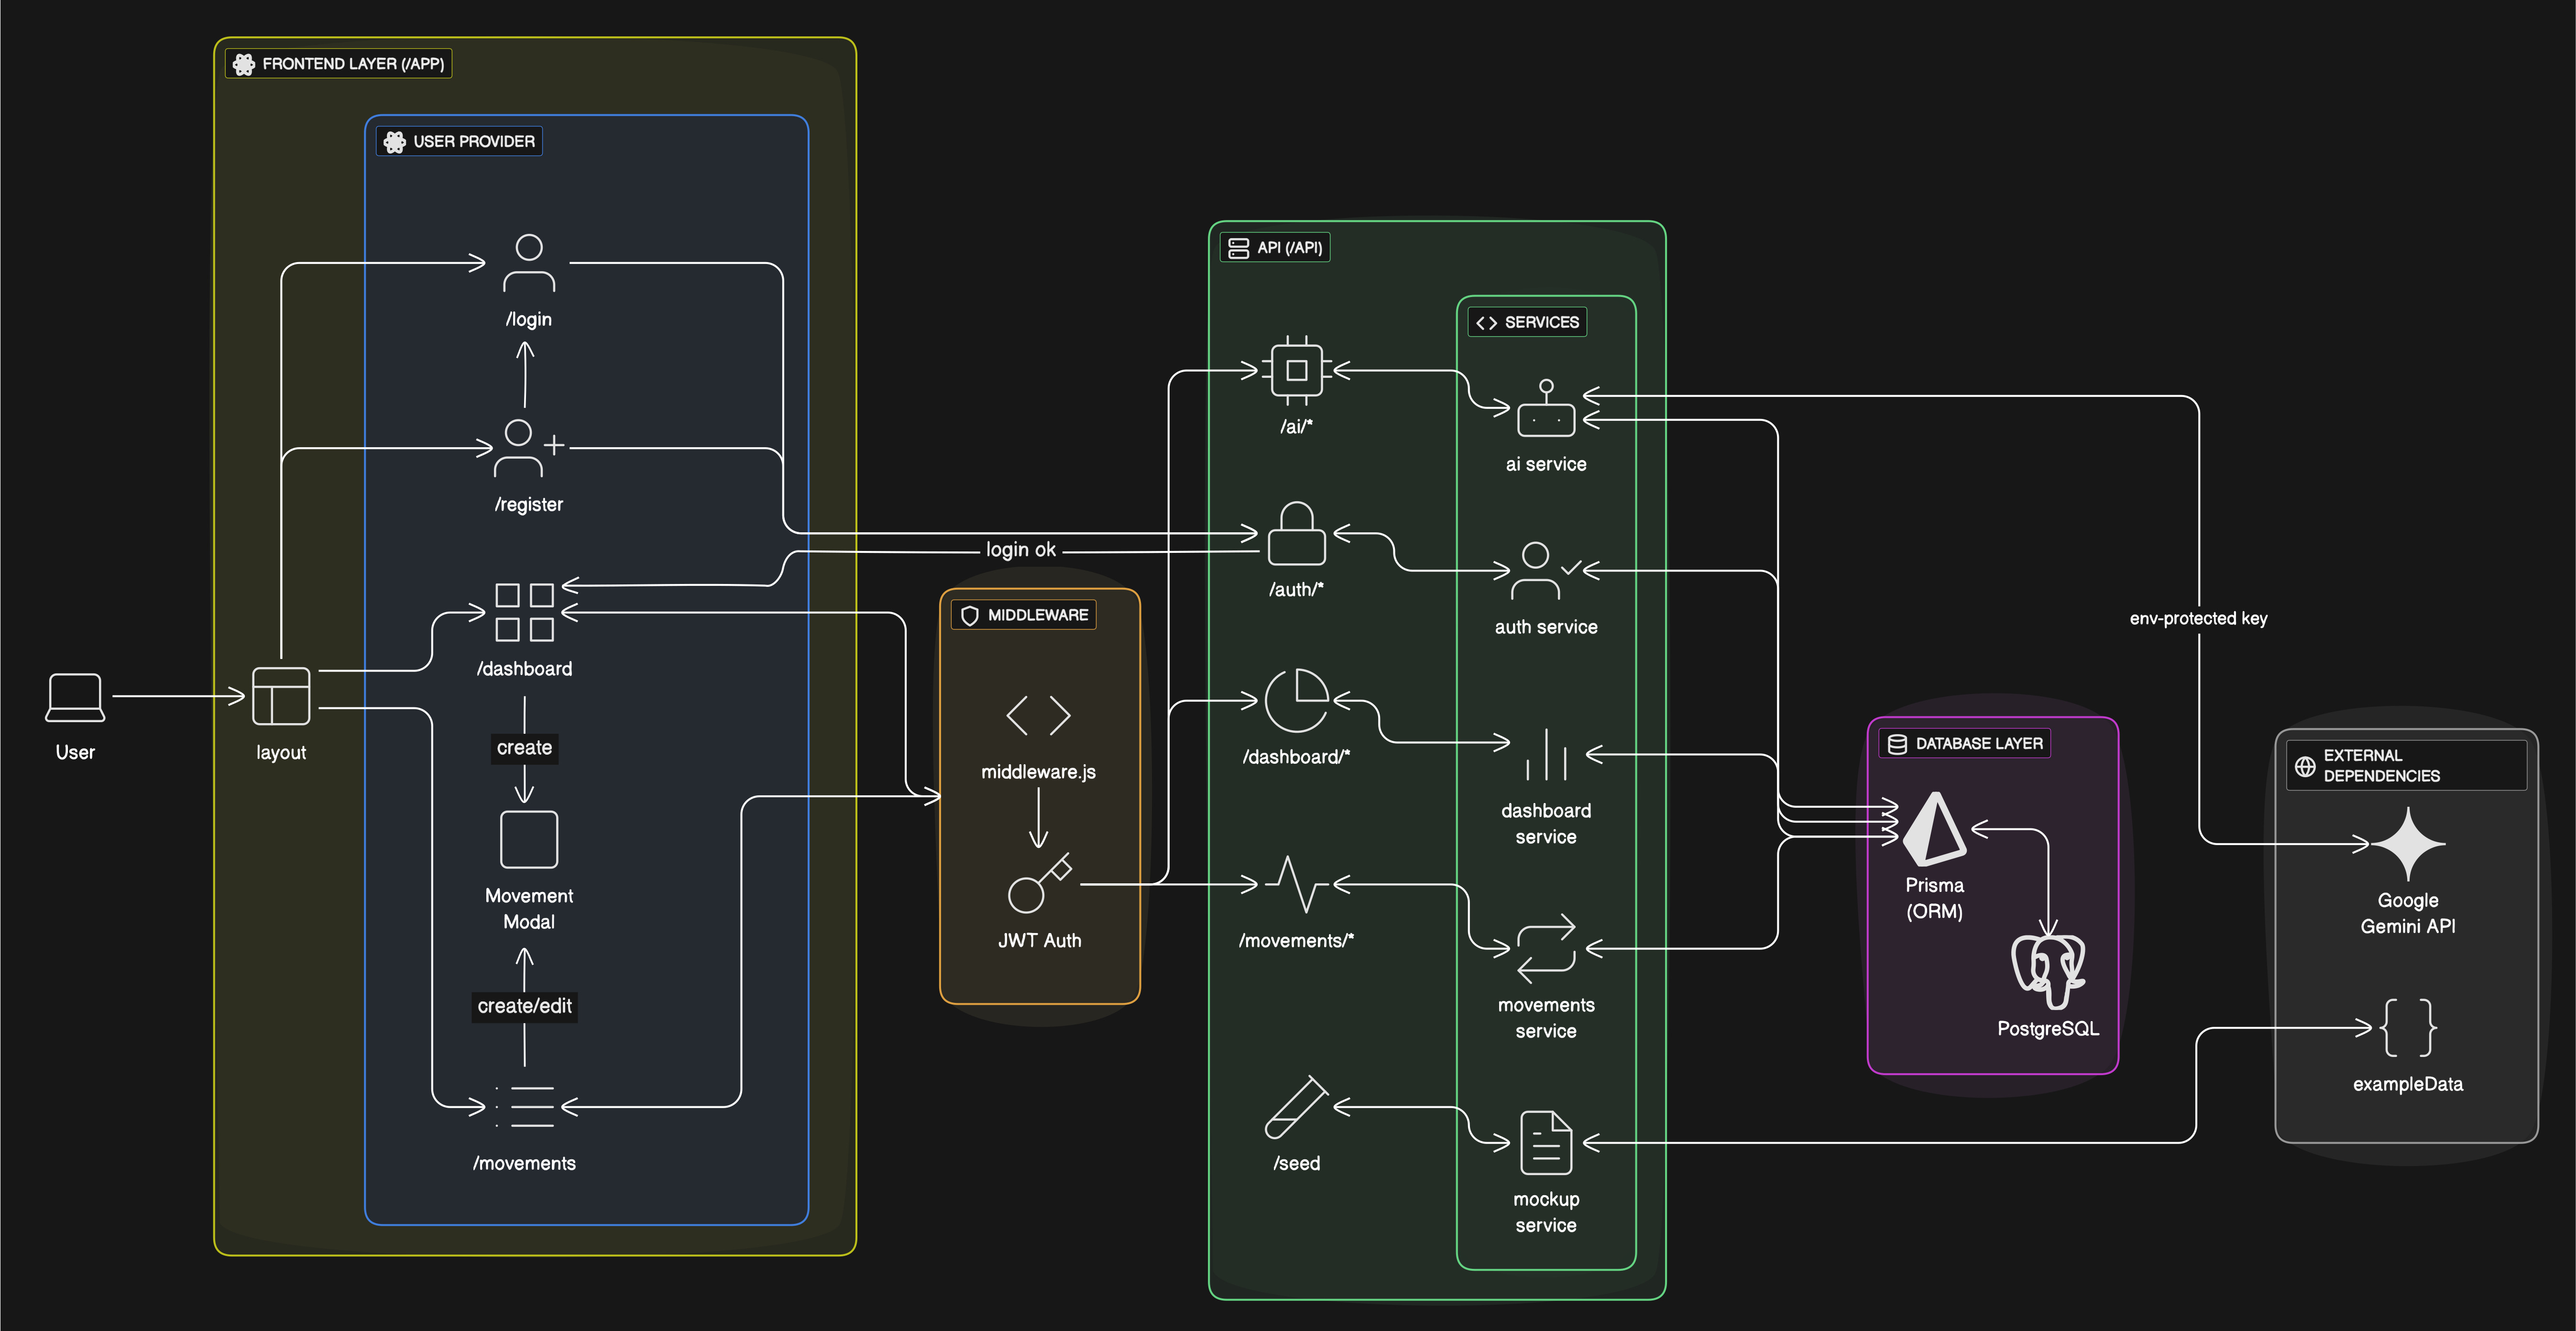 FRONTEND LAYER (/APP)
USER PROVIDER
/login
/register
/dashboard
create
Movement
Modal
create/edit
/movements
User
layout
login ok
MIDDLEWARE
middleware.js
JWT Auth
API (/API)
/ai/*
/auth/*
/dashboard/*
/movements/*
/seed
SERVICES
ai service
auth service
dashboard
service
movements
service
mockup
service
DATABASE LAYER
Prisma
(ORM)
PostgreSQL
env-protected key
EXTERNAL
DEPENDENCIES
Google
Gemini API
exampleData